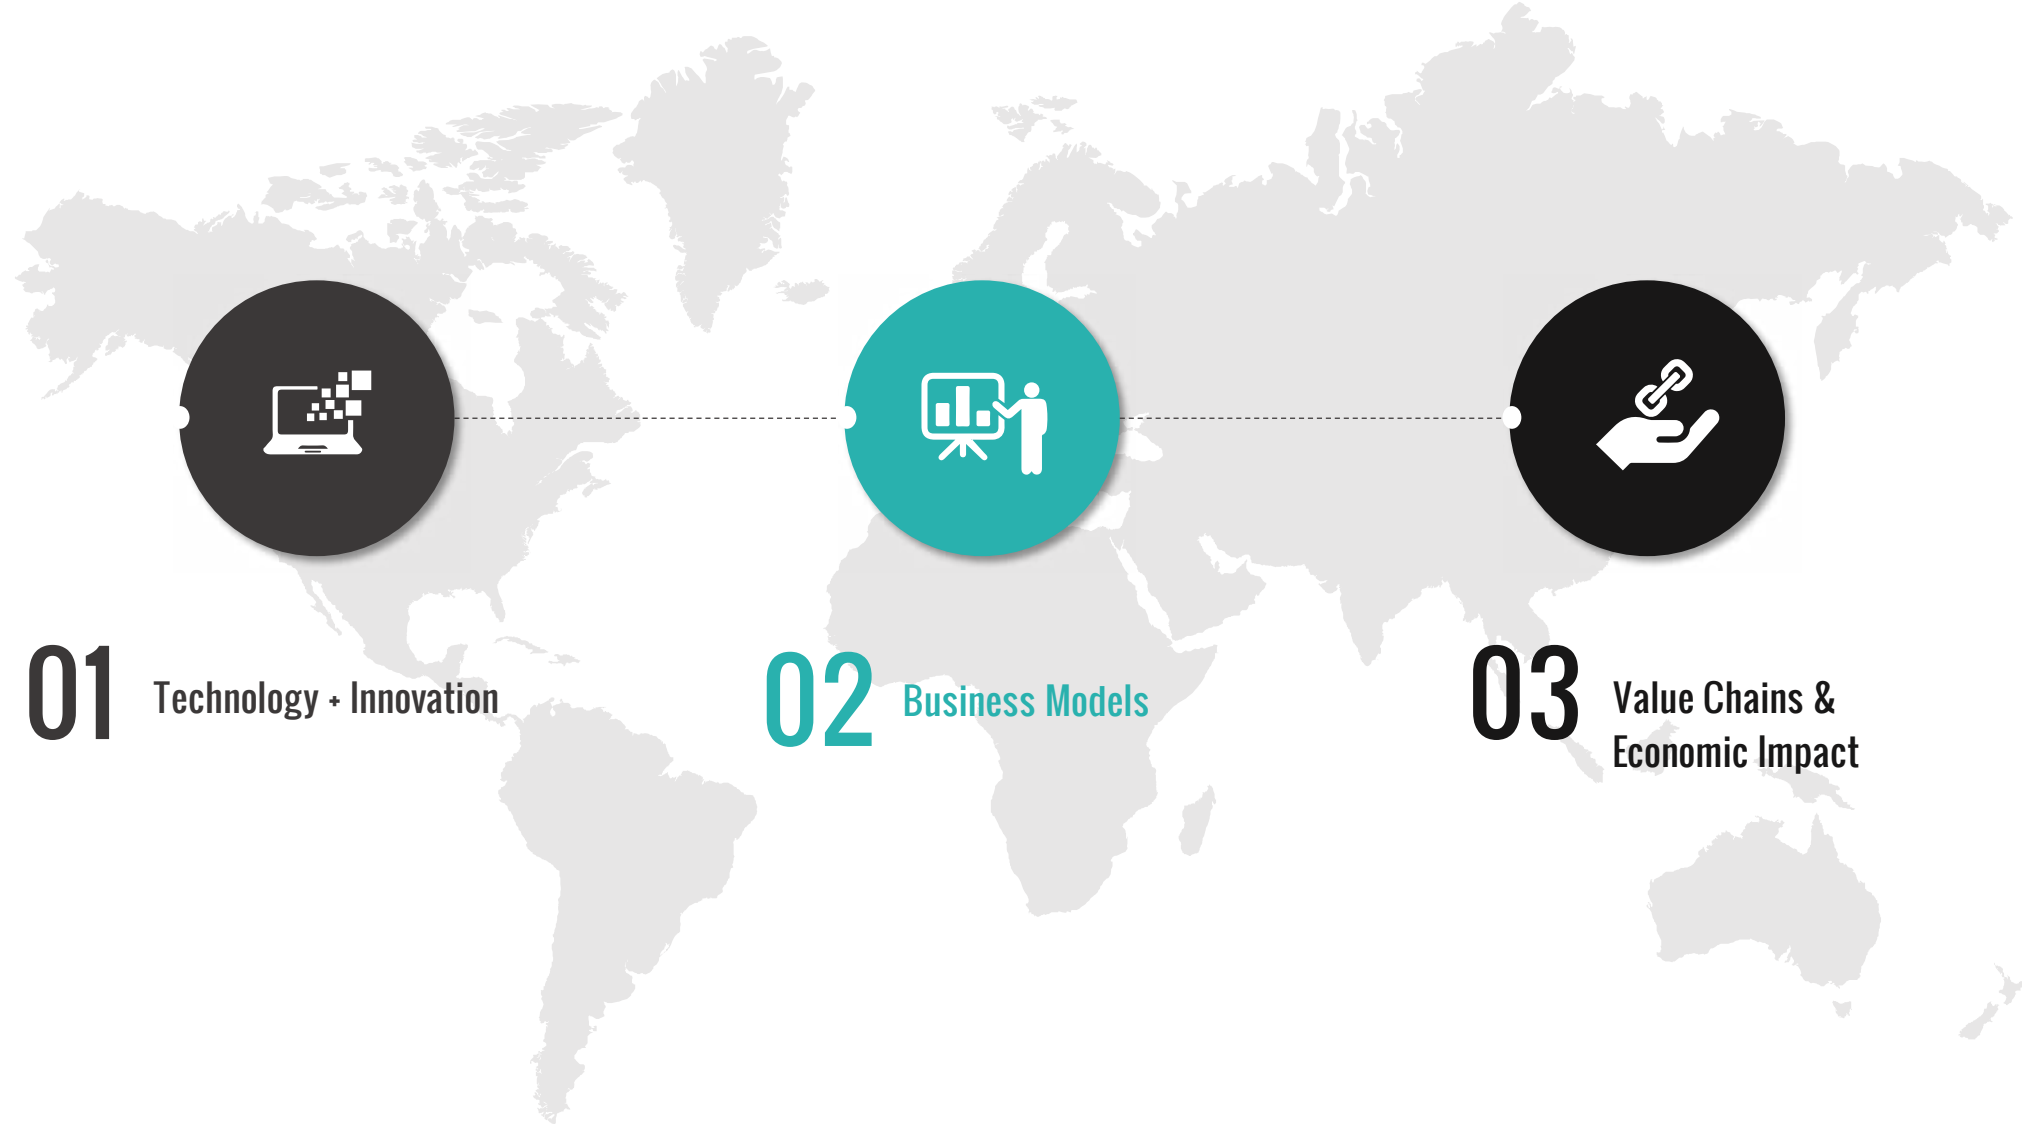 01
Technology + Innovation
02
Business Models
03
Value Chains &
Economic Impact